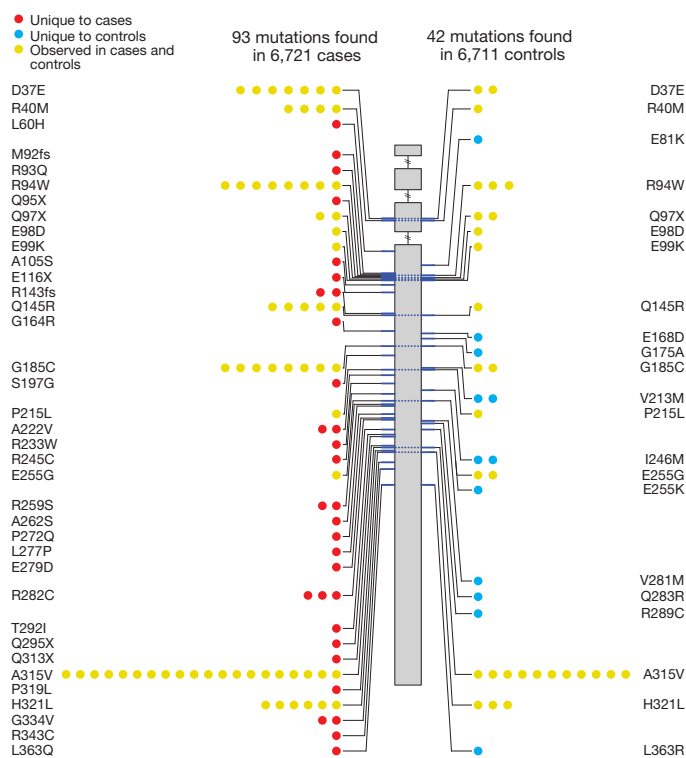 Unique to cases
Unique to controls
Observed in cases and
controls
93 mutations found
in 6,721 cases
42 mutations found
in 6,711 controls
D37E
R40M
L60H
M92fs
R93Q
R94W
Q95X
Q97X
E98D
E99K
A105S
E116X
R143fs
Q145R
G164R
G185C
S197G
P215L
A222V
R233W
R245C
E255G
R259S
A262S
P272Q
L277P
E279D
R282C
T292I
Q295X
Q313X
A315V
P319L
H321L
G334V
R343C
L363Q
D37E
R40M
E81K
R94W
Q97X
E98D
E99K
Q145R
E168D
G175A
G185C
V213M
P215L
I246M
E255G
E255K
V281M
Q283R
R289C
A315V
H321L
L363R